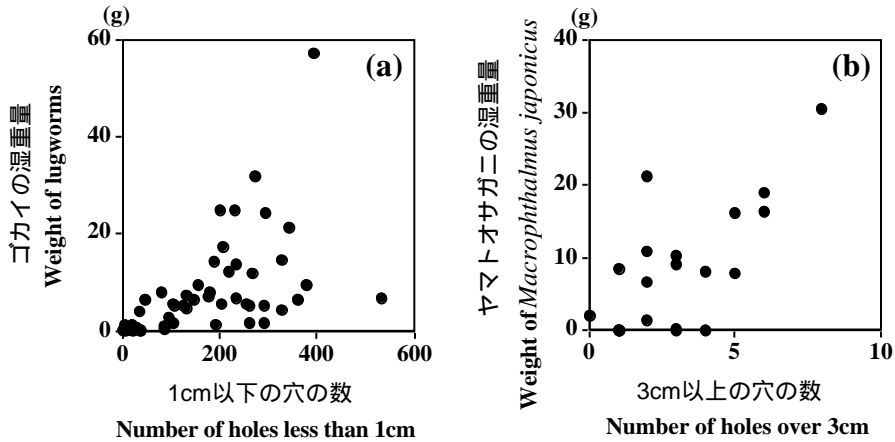 (g)
60
40
20
0
0
200
400
600
(a)
ゴカイの湿重量
Weight of lugworms
1cm以下の穴の数
Number of holes less than 1cm
(g)
40
30
20
10
0
0
5
10
(b)
ヤマトオサガニの湿重量
Weight of Macrophthalmus japonicus
3cm以上の穴の数
Number of holes over 3cm